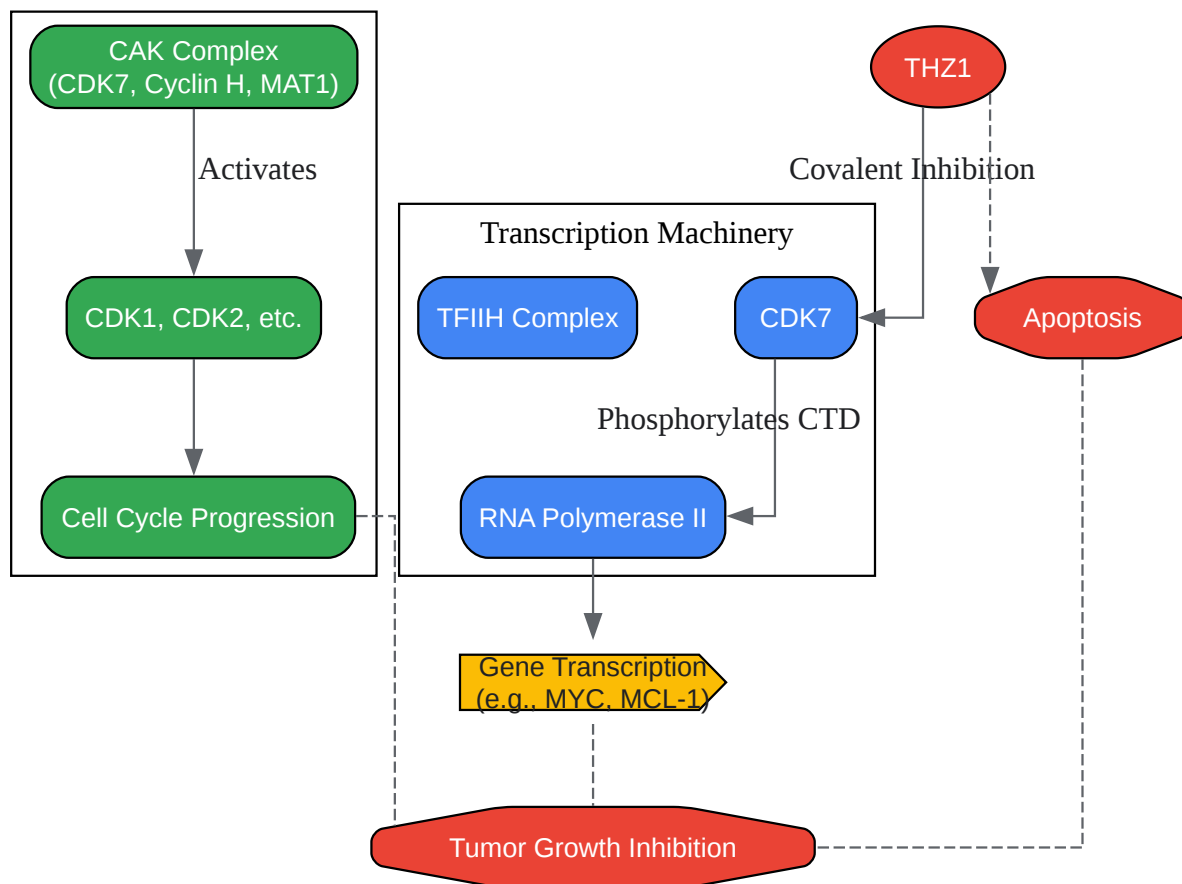 CAK Complex
(CDK7, Cyclin H, MAT1)
THZ1
Activates
Covalent Inhibition
Transcription Machinery
CDK1, CDK2, etc.
TFIIH Complex
CDK7
Apoptosis
Phosphorylates CTD
Cell Cycle Progression
RNA Polymerase II
Gene Transcription
(e.g., MYC, MCL-1)
Tumor Growth Inhibition